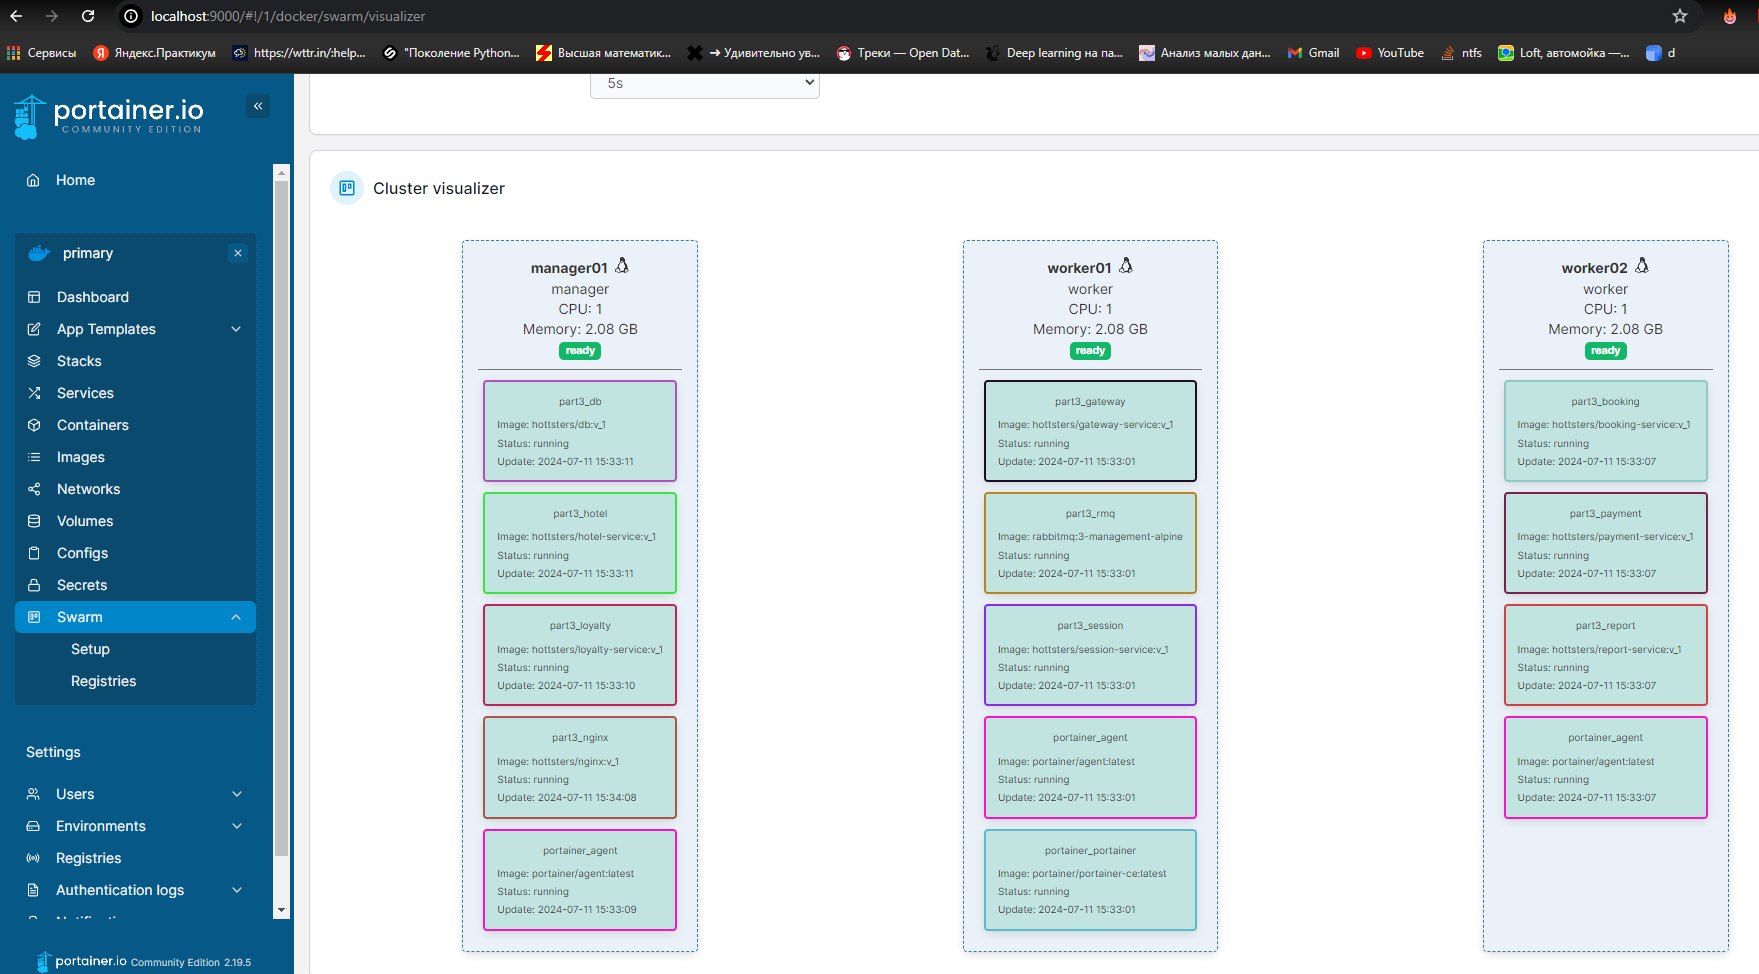 localhost:9000/#!/1/docker/swarm/visualizer
Сервисы
Яндекс.Практикум
https://wttr.in/:help...
"Поколение Python...
Высшая математик...
➔ Удивительно ув...
Треки — Open Dat...
Deep learning на па...
Анализ малых дан...
Gmail
YouTube
ntfs
Loft, автомойка —...
d
portainer.io
COMMUNITY EDITION
Home
primary
Dashboard
App Templates
Stacks
Services
Containers
Images
Networks
Volumes
Configs
Secrets
Swarm
Setup
Registries
Settings
Users
Environments
Registries
Authentication logs
portainer.io Community Edition 2.19.5
5s
Cluster visualizer
manager01
manager
CPU: 1
Memory: 2.08 GB
ready
part3_db
Image: hottsters/db:v_1
Status: running
Update: 2024-07-11 15:33:11
part3_hotel
Image: hottsters/hotel-service:v_1
Status: running
Update: 2024-07-11 15:33:11
part3_loyalty
Image: hottsters/loyalty-service:v_1
Status: running
Update: 2024-07-11 15:33:10
part3_nginx
Image: hottsters/nginx:v_1
Status: running
Update: 2024-07-11 15:34:08
portainer_agent
Image: portainer/agent:latest
Status: running
Update: 2024-07-11 15:33:09
worker01
worker
CPU: 1
Memory: 2.08 GB
ready
part3_gateway
Image: hottsters/gateway-service:v_1
Status: running
Update: 2024-07-11 15:33:01
part3_rmq
Image: rabbitmq:3-management-alpine
Status: running
Update: 2024-07-11 15:33:01
part3_session
Image: hottsters/session-service:v_1
Status: running
Update: 2024-07-11 15:33:01
portainer_agent
Image: portainer/agent:latest
Status: running
Update: 2024-07-11 15:33:01
portainer_portainer
Image: portainer/portainer-ce:latest
Status: running
Update: 2024-07-11 15:33:01
worker02
worker
CPU: 1
Memory: 2.08 GB
ready
part3_booking
Image: hottsters/booking-service:v_1
Status: running
Update: 2024-07-11 15:33:07
part3_payment
Image: hottsters/payment-service:v_1
Status: running
Update: 2024-07-11 15:33:07
part3_report
Image: hottsters/report-service:v_1
Status: running
Update: 2024-07-11 15:33:07
portainer_agent
Image: portainer/agent:latest
Status: running
Update: 2024-07-11 15:33:07